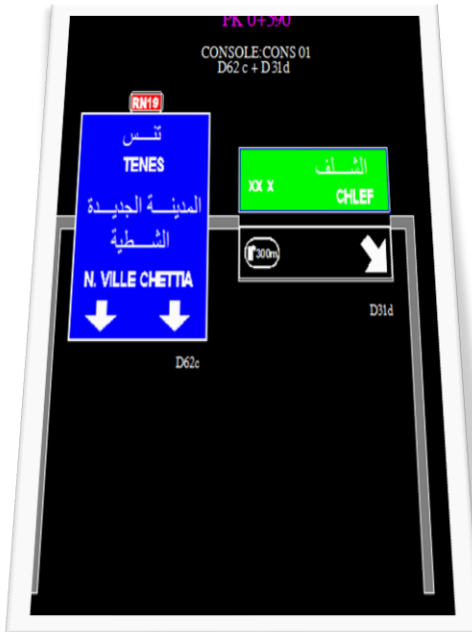 PK 0+590
CONSOLE:CONS 01
D62 c + D31d
RN19
تنس
TENES
المدينة الجديدة
الشطية
N. VILLE CHETTIA
D62c
الشلف
XX X
CHLEF
300m
D31d